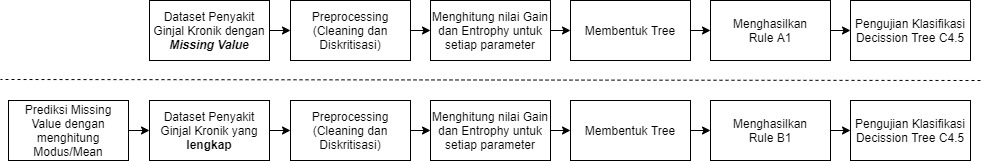 Dataset Penyakit
Ginjal Kronik dengan
Missing Value
Preprocessing
(Cleaning dan
Diskritisasi)
Menghitung nilai Gain
dan Entrophy untuk
setiap parameter
Membentuk Tree
Menghasilkan
Rule A1
Pengujian Klasifikasi
Decission Tree C4.5
Prediksi Missing
Value dengan
menghitung
Modus/Mean
Dataset Penyakit
Ginjal Kronik yang
lengkap
Preprocessing
(Cleaning dan
Diskritisasi)
Menghitung nilai Gain
dan Entrophy untuk
setiap parameter
Membentuk Tree
Menghasilkan
Rule B1
Pengujian Klasifikasi
Decission Tree C4.5